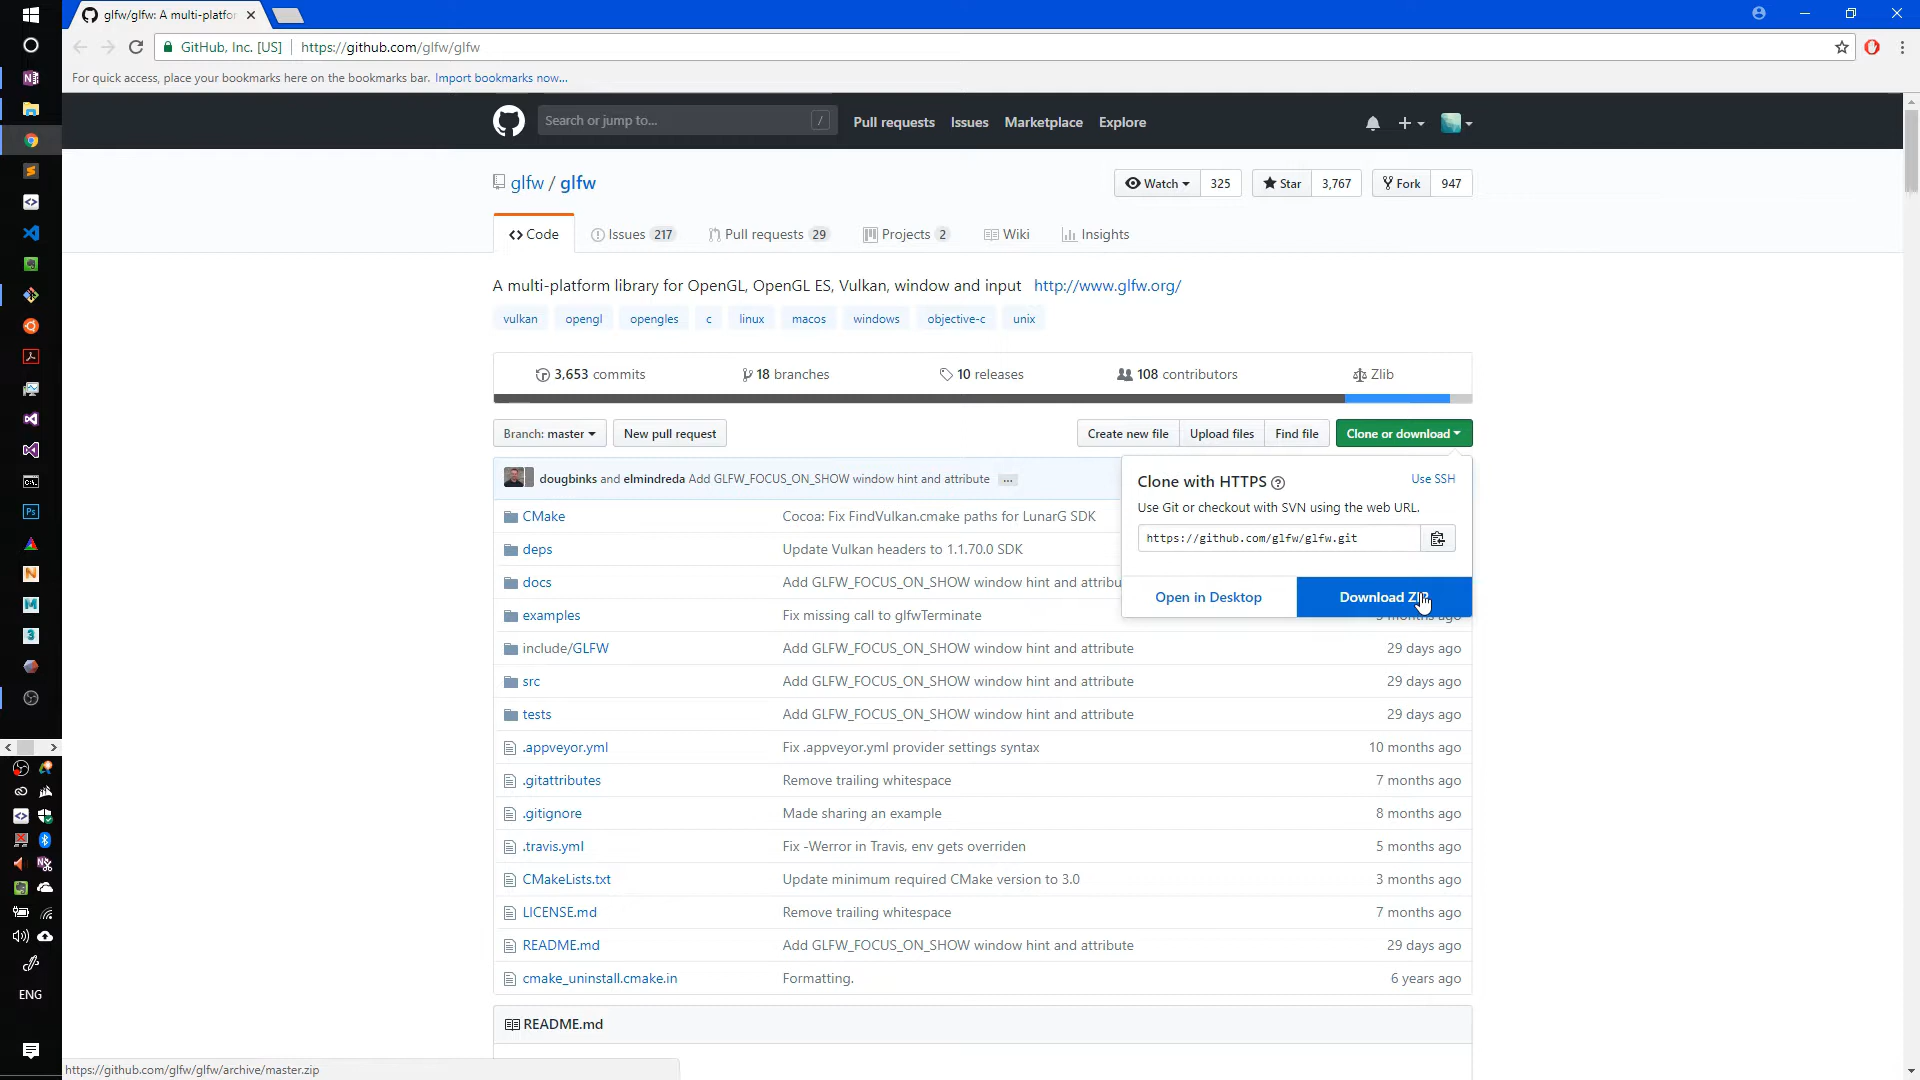 glfw/glfw: A multi-platfor
GitHub, Inc. [US]
https://github.com/glfw/glfw
For quick access, place your bookmarks here on the bookmarks bar. Import bookmarks now...
Search or jump to...
/
Pull requests
Issues
Marketplace
Explore
glfw / glfw
Watch
325
Star
3,767
Fork
947
Code
Issues 217
Pull requests 29
Projects 2
Wiki
Insights
A multi-platform library for OpenGL, OpenGL ES, Vulkan, window and input http://www.glfw.org/
vulkan
opengl
opengles
c
linux
macos
windows
objective-c
unix
3,653 commits
18 branches
10 releases
108 contributors
Zlib
Branch: master
New pull request
Create new file
Upload files
Find file
Clone or download
dougbinks and elmindreda Add GLFW_FOCUS_ON_SHOW window hint and attribute ...
Clone with HTTPS
Use SSH
Use Git or checkout with SVN using the web URL.
https://github.com/glfw/glfw.git
Open in Desktop
Download ZIP
CMake
Cocoa: Fix FindVulkan.cmake paths for LunarG SDK
deps
Update Vulkan headers to 1.1.70.0 SDK
docs
Add GLFW_FOCUS_ON_SHOW window hint and attribu
examples
Fix missing call to glfwTerminate
months ago
include/GLFW
Add GLFW_FOCUS_ON_SHOW window hint and attribute
29 days ago
src
Add GLFW_FOCUS_ON_SHOW window hint and attribute
29 days ago
tests
Add GLFW_FOCUS_ON_SHOW window hint and attribute
29 days ago
.appveyor.yml
Fix .appveyor.yml provider settings syntax
10 months ago
.gitattributes
Remove trailing whitespace
7 months ago
.gitignore
Made sharing an example
8 months ago
.travis.yml
Fix -Werror in Travis, env gets overriden
5 months ago
CMakeLists.txt
Update minimum required CMake version to 3.0
3 months ago
LICENSE.md
Remove trailing whitespace
7 months ago
README.md
Add GLFW_FOCUS_ON_SHOW window hint and attribute
29 days ago
cmake_uninstall.cmake.in
Formatting.
6 years ago
README.md
ENG
https://github.com/glfw/glfw/archive/master.zip